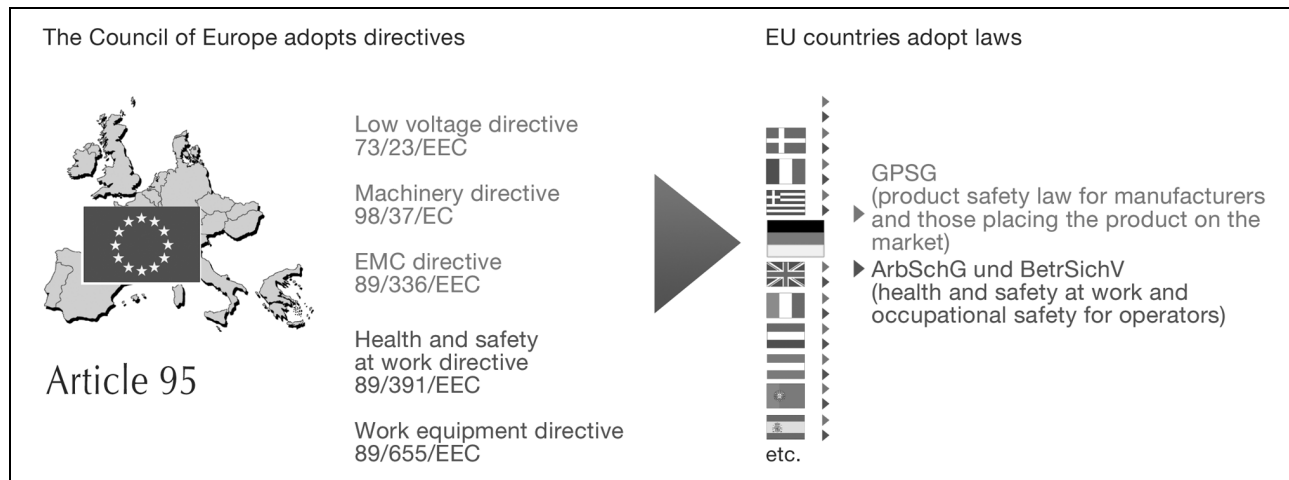 The Council of Europe adopts directives
EU countries adopt laws
Low voltage directive
73/23/EEC
Machinery directive
98/37/EC
EMC directive
89/336/EEC
Health and safety
at work directive
89/391/EEC
Work equipment directive
89/655/EEC
Article 95
etc.
GPSG
(product safety law for manufacturers
and those placing the product on the
market)
ArbSchG und BetrSichV
(health and safety at work and
occupational safety for operators)